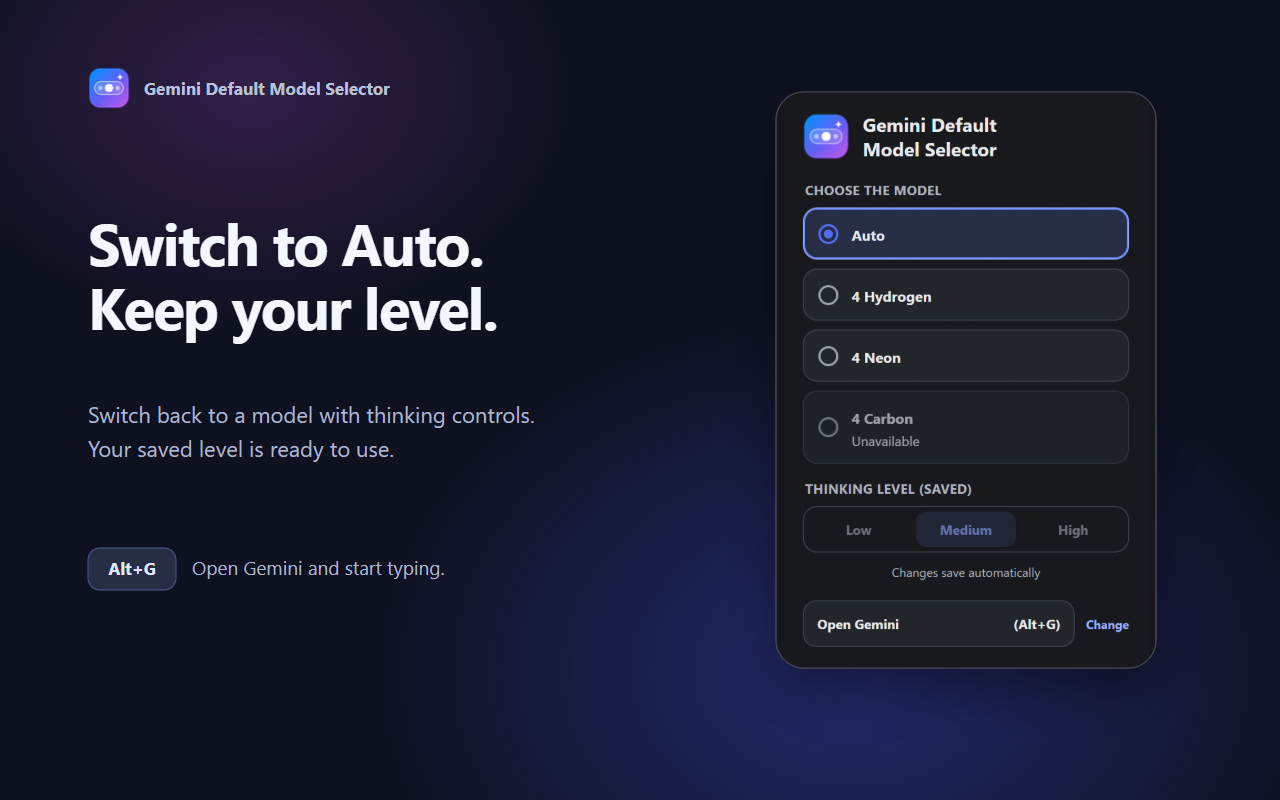 Gemini Default Model Selector
Switch to Auto.
Keep your level.
Switch back to a model with thinking controls.
Your saved level is ready to use.
Alt+G
Open Gemini and start typing.
Gemini Default
Model Selector
CHOOSE THE MODEL
Auto
4 Hydrogen
4 Neon
4 Carbon
Unavailable
THINKING LEVEL (SAVED)
Low Medium High
Changes save automatically
Open Gemini (Alt+G) Change